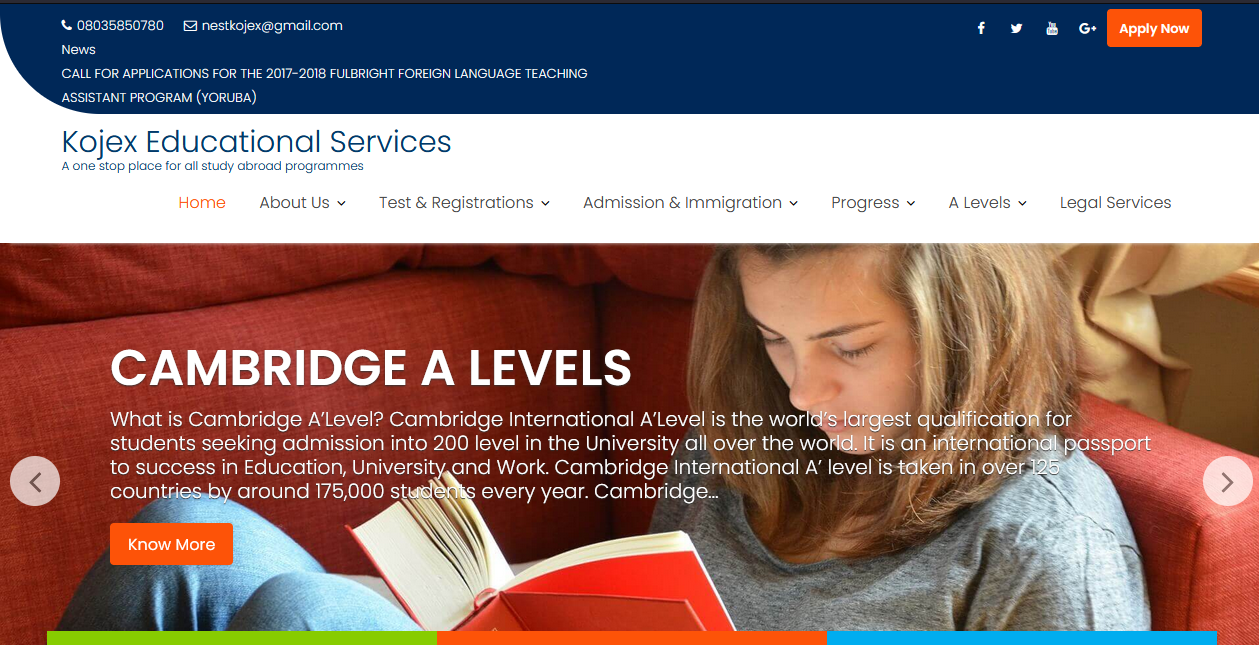 08035850780 nestkojex@gmail.com
Apply Now
News
CALL FOR APPLICATIONS FOR THE 2017-2018 FULBRIGHT FOREIGN LANGUAGE TEACHING
ASSISTANT PROGRAM (YORUBA)
Kojex Educational Services
A one stop place for all study abroad programmes
Home About Us Test & Registrations Admission & Immigration Progress A Levels Legal Services
CAMBRIDGE A LEVELS
What is Cambridge A’Level? Cambridge International A’Level is the world’s largest qualification for
students seeking admission into 200 level in the University all over the world. It is an international passport
to success in Education, University and Work. Cambridge International A’ level is taken in over 125
countries by around 175,000 students every year. Cambridge…
Know More